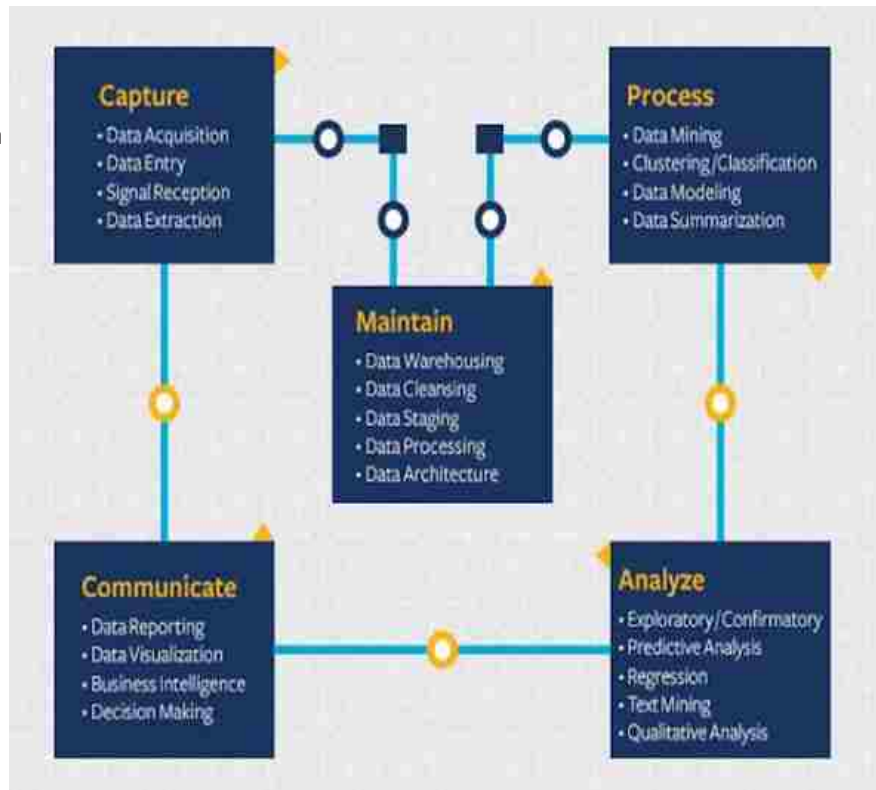 Capture
• Data Acquisition
• Data Entry
• Signal Reception
• Data Extraction
Process
• Data Mining
• Clustering/Classification
• Data Modeling
• Data Summarization
Maintain
• Data Warehousing
• Data Cleansing
• Data Staging
• Data Processing
• Data Architecture
Communicate
• Data Reporting
• Data Visualization
• Business Intelligence
• Decision Making
Analyze
• Exploratory/Confirmatory
• Predictive Analysis
• Regression
• Text Mining
• Qualitative Analysis